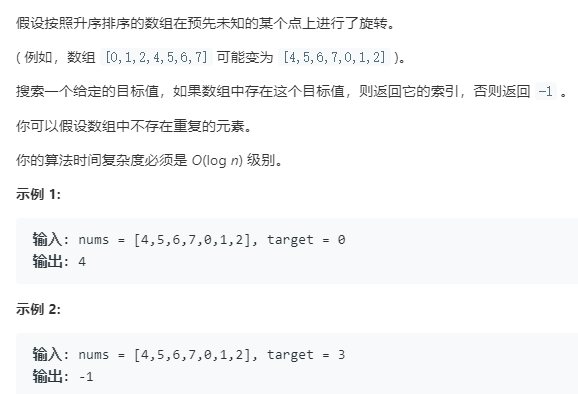 假设按照升序排序的数组在预先未知的某个点上进行了旋转。
( 例如，数组 [0,1,2,4,5,6,7] 可能变为 [4,5,6,7,0,1,2] )。
搜索一个给定的目标值，如果数组中存在这个目标值，则返回它的索引，否则返回 -1 。
你可以假设数组中不存在重复的元素。
你的算法时间复杂度必须是 O(log n) 级别。
示例 1:
输入: nums = [4,5,6,7,0,1,2], target = 0
输出: 4
示例 2:
输入: nums = [4,5,6,7,0,1,2], target = 3
输出: -1